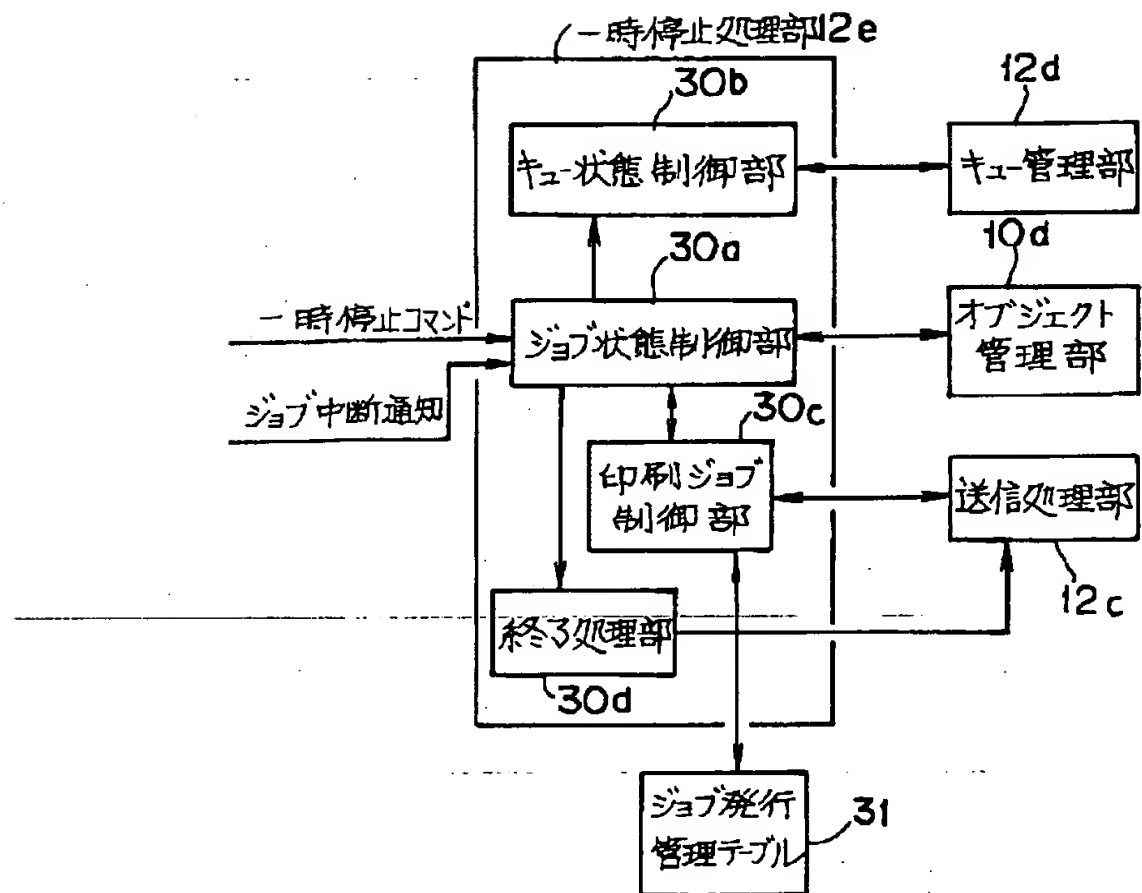 一時停止処理部12e
30b
12d
キュー状態制御部
キュー管理部
30a
10d
一時停止コマンド
ジョブ状態制御部
オブジェクト
管理部
ジョブ中断通知
30c
印刷ジョブ
制御部
送信処理部
12c
終了処理部
30d
ジョブ発行
管理テーブル
31